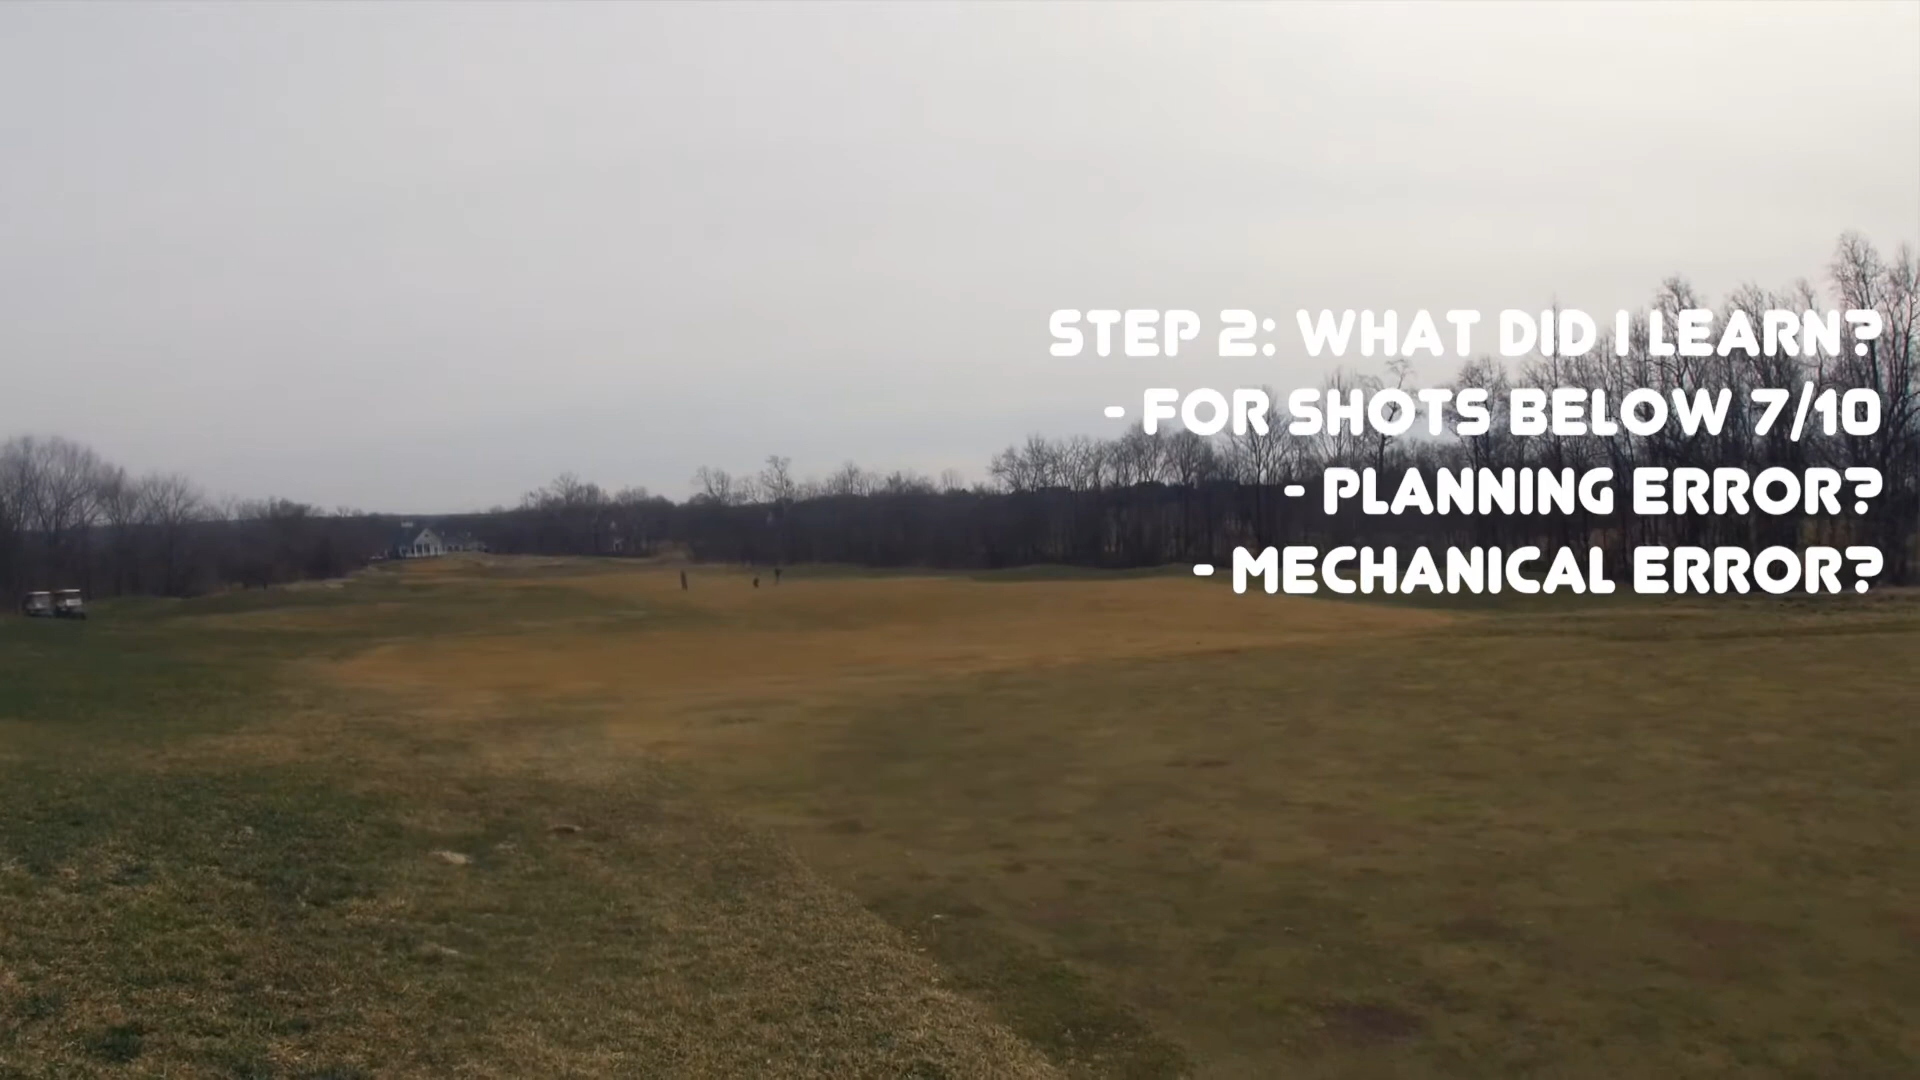 STEP 2: WHAT DID I LEARN?
- FOR SHOTS BELOW 7/10
- PLANNING ERROR?
- MECHANICAL ERROR?